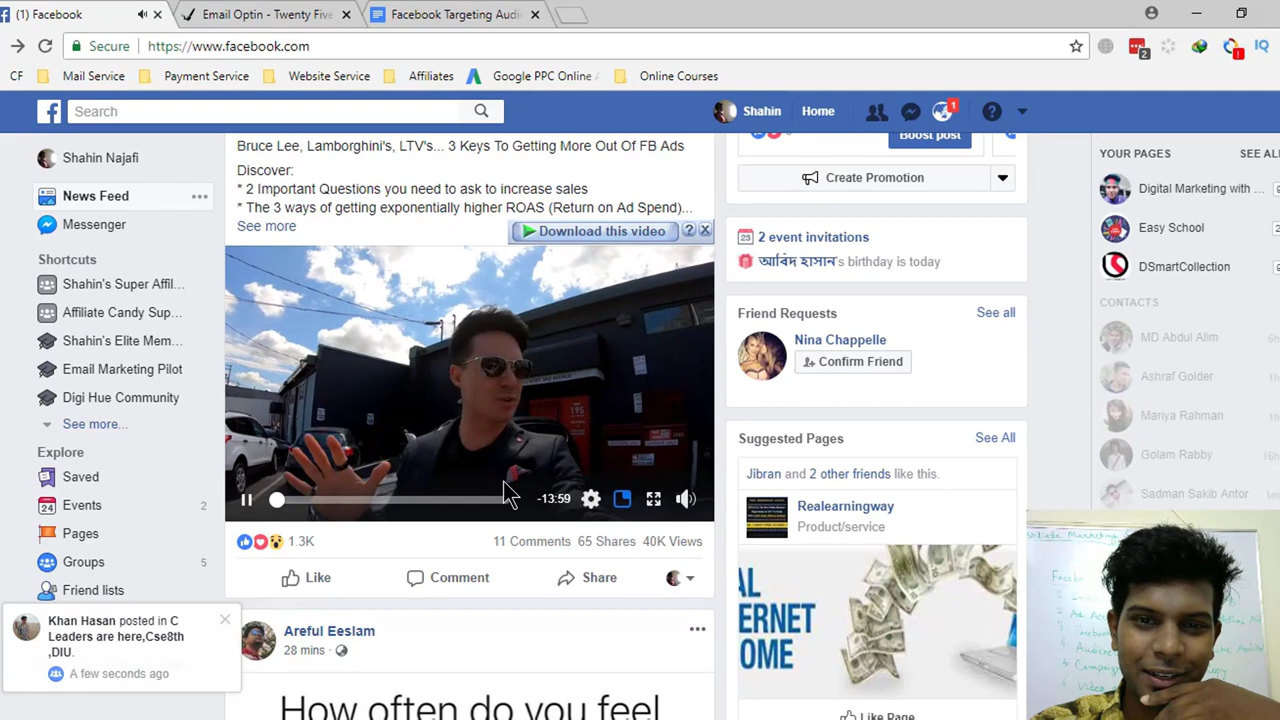 (1) Facebook
Email Optin - Twenty Five
Facebook Targeting Audi
Secure
https://www.facebook.com
2
IQ
CF
Mail Service
Payment Service
Website Service
Affiliates
Google PPC Online
Online Courses
Search
Shahin
Home
1
Shahin Najafi
News Feed
Messenger
Shortcuts
Shahin's Super Affil...
Affiliate Candy Sup...
Shahin's Elite Mem...
Email Marketing Pilot
Digi Hue Community
See more...
Explore
Saved
Events 2
Pages
Groups 5
Friend lists
Khan Hasan posted in C
Leaders are here,Cse8th
,DIU.
A few seconds ago
Bruce Lee, Lamborghini's, LTV's... 3 Keys To Getting More Out Of FB Ads
Discover:
* 2 Important Questions you need to ask to increase sales
* The 3 ways of getting exponentially higher ROAS (Return on Ad Spend)...
See more
Download this video
195
-13:59
1.3K
11 Comments 65 Shares 40K Views
Like
Comment
Share
Areful Eeslam
28 mins
How often do you feel
Boost post
Create Promotion
2 event invitations
আবিদ হাসান's birthday is today
Friend Requests
See all
Nina Chappelle
Confirm Friend
Suggested Pages
See All
Jibran and 2 other friends like this.
Realearningway
Product/service
Like Page
YOUR PAGES
SEE AL
Digital Marketing with ...
Easy School
DSmartCollection
CONTACTS
MD Abdul Alim
Ashraf Golder
Mariya Rahman
Golam Rabby
Sadman Sakib Antor